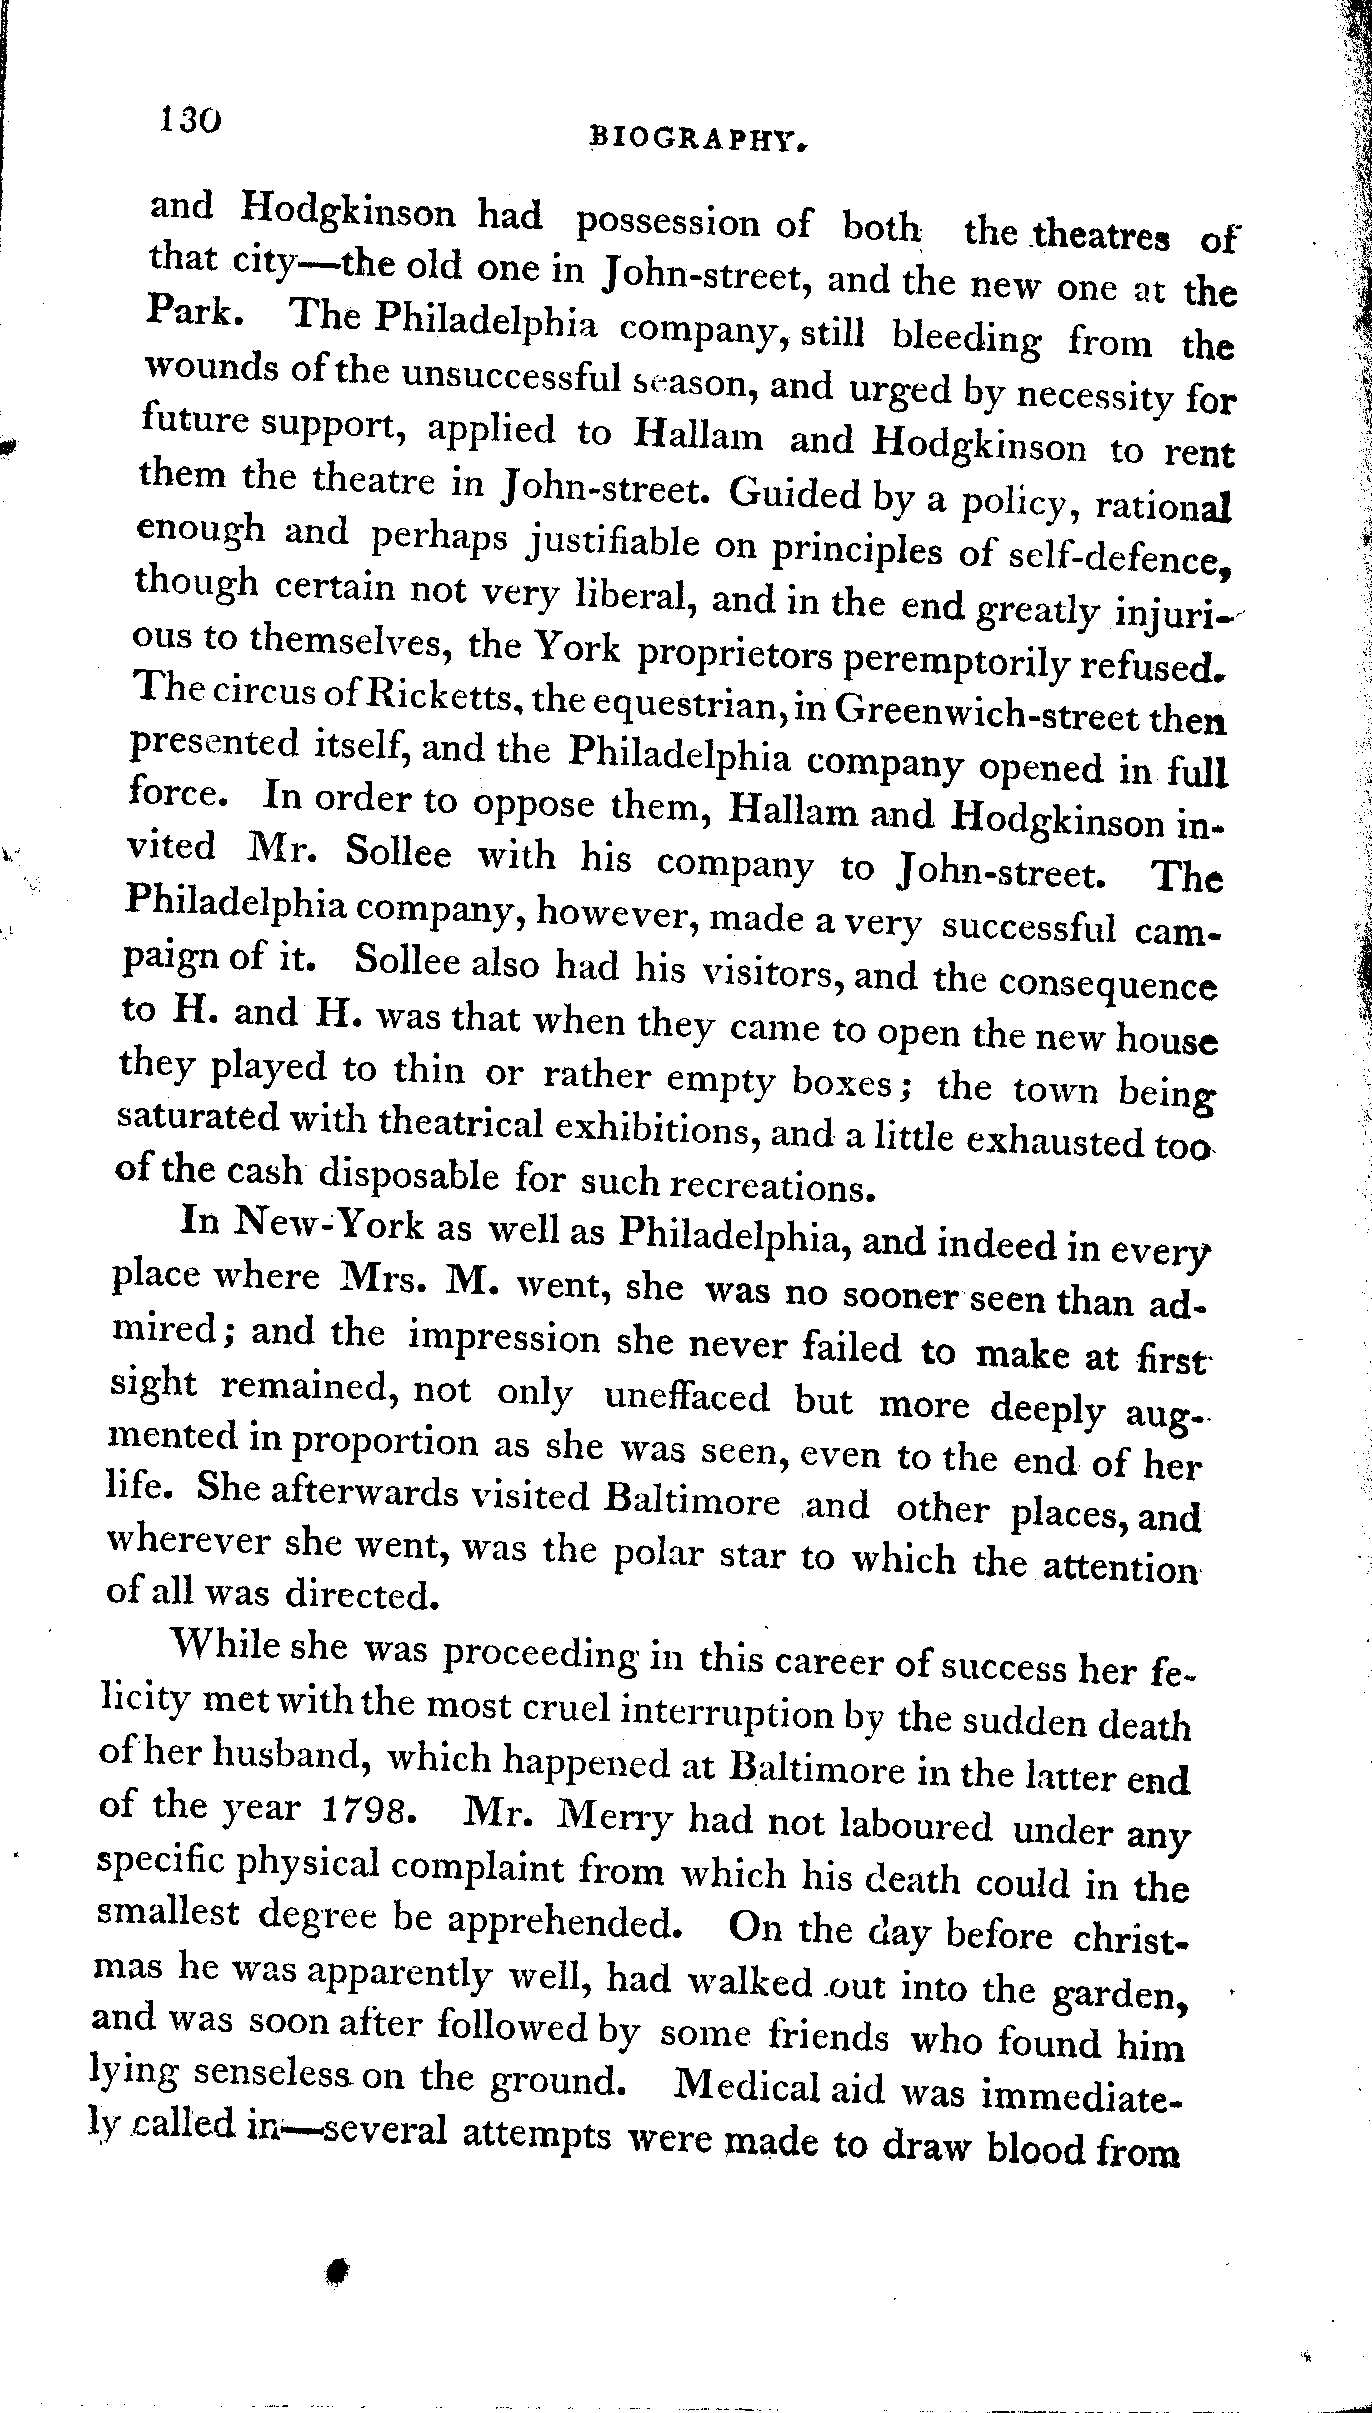 130
BIOGRAPHY.
and Hodgkinson had possession of both the theatres of
that city—the old one in John-street, and the new one at the
Park. The Philadelphia company, still bleeding from the
wounds of the unsuccessful season, and urged by necessity for
future support, applied to Hallam and Hodgkinson to rent
them the theatre in John-street. Guided by a policy, rational
enough and perhaps justifiable on principles of self-defence,
though certain not very liberal, and in the end greatly injuri-
ous to themselves, the York proprietors peremptorily refused.
The circus of Ricketts, the equestrian, in Greenwich-street then
presented itself, and the Philadelphia company opened in full
force. In order to oppose them, Hallam and Hodgkinson in-
vited Mr. Sollee with his company to John-street. The
Philadelphia company, however, made a very successful cam-
paign of it. Sollee also had his visitors, and the consequence
to H. and H. was that when they came to open the new house
they played to thin or rather empty boxes; the town being
saturated with theatrical exhibitions, and a little exhausted too
of the cash disposable for such recreations.
In New-York as well as Philadelphia, and indeed in every
place where Mrs. M. went, she was no sooner seen than ad-
mired; and the impression she never failed to make at first
sight remained, not only uneffaced but more deeply aug-
mented in proportion as she was seen, even to the end of her
life. She afterwards visited Baltimore and other places, and
wherever she went, was the polar star to which the attention
of all was directed.
While she was proceeding in this career of success her fe-
licity met with the most cruel interruption by the sudden death
of her husband, which happened at Baltimore in the latter end
of the year 1798. Mr. Merry had not laboured under any
specific physical complaint from which his death could in the
smallest degree be apprehended. On the day before christ-
mas he was apparently well, had walked out into the garden,
and was soon after followed by some friends who found him
lying senseless on the ground. Medical aid was immediate-
ly called in—several attempts were made to draw blood from